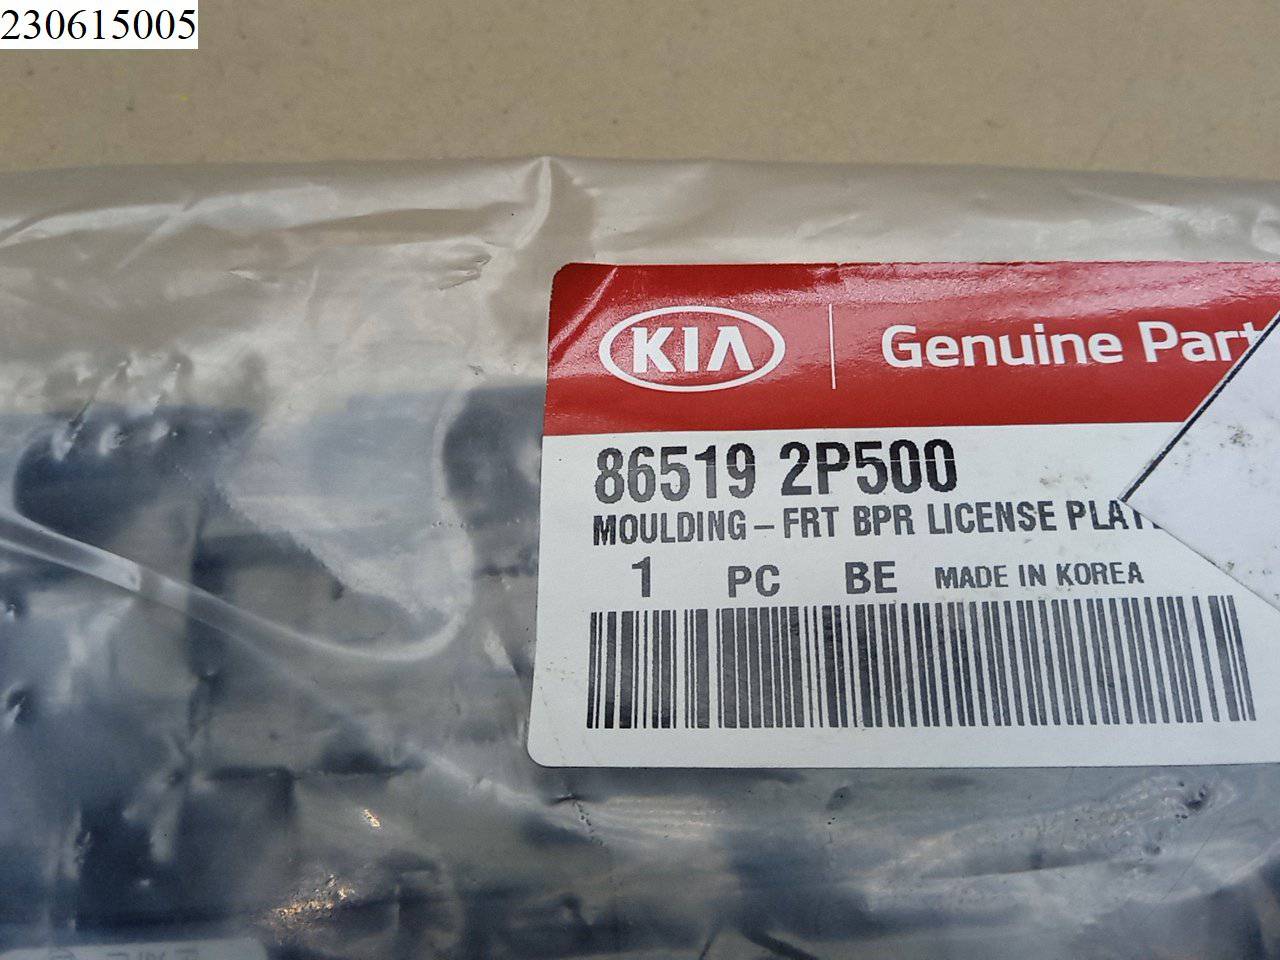 230615005
KIA
Genuine Part
86519 2P500
MOULDING – FRT BPR LICENSE PLAT
1 PC BE MADE IN KOREA